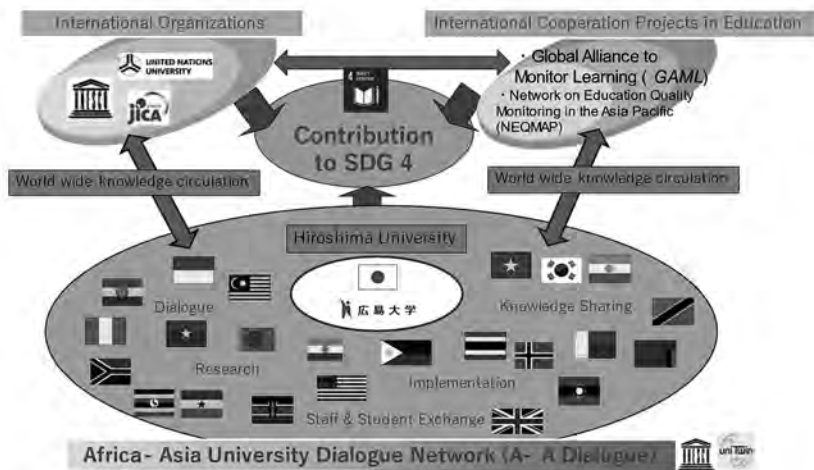 International Organizations
International Cooperation Projects in Education
UNITED NATIONS
UNIVERSITY
jICA
・Global Alliance to
Monitor Learning ( GAML)
・Network on Education Quality
Monitoring in the Asia Pacific
(NEQMAP)
Contribution
to SDG 4
World wide knowledge circulation
World wide knowledge circulation
Hiroshima University
広島大学
Dialogue
Knowledge Sharing
Research
Implementation
Staff & Student Exchange
Africa- Asia University Dialogue Network (A- A Dialogue)
uni twin